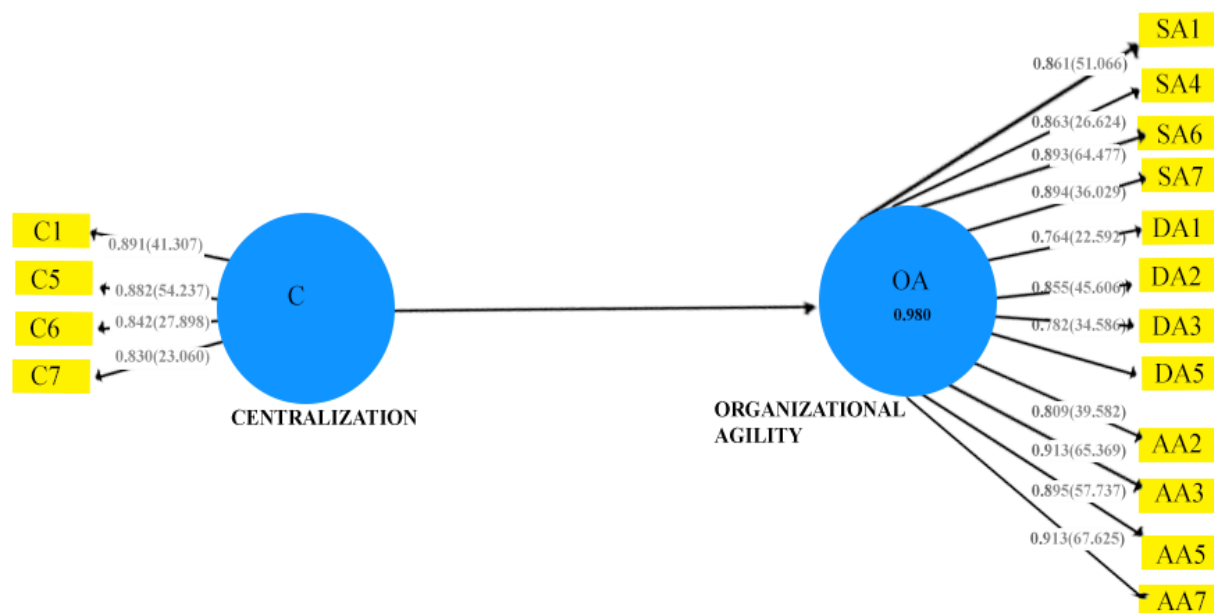 SA1
0.861(51.066)
SA4
0.863(26.624)
SA6
0.893(64.477)
SA7
0.894(36.029)
C1
DA1
0.891(41.307)
0.764(22.592)
C5
C
OA
DA2
0.882(54.237)
0.855(45.606)
C6
0.980
DA3
0.842(27.898)
0.782(34.586)
0.830(23.060)
C7
DA5
CENTRALIZATION
ORGANIZATIONAL
AGILITY
0.809(39.582)
AA2
0.913(65.369)
AA3
0.895(57.737)
0.913(67.625)
AA5
AA7